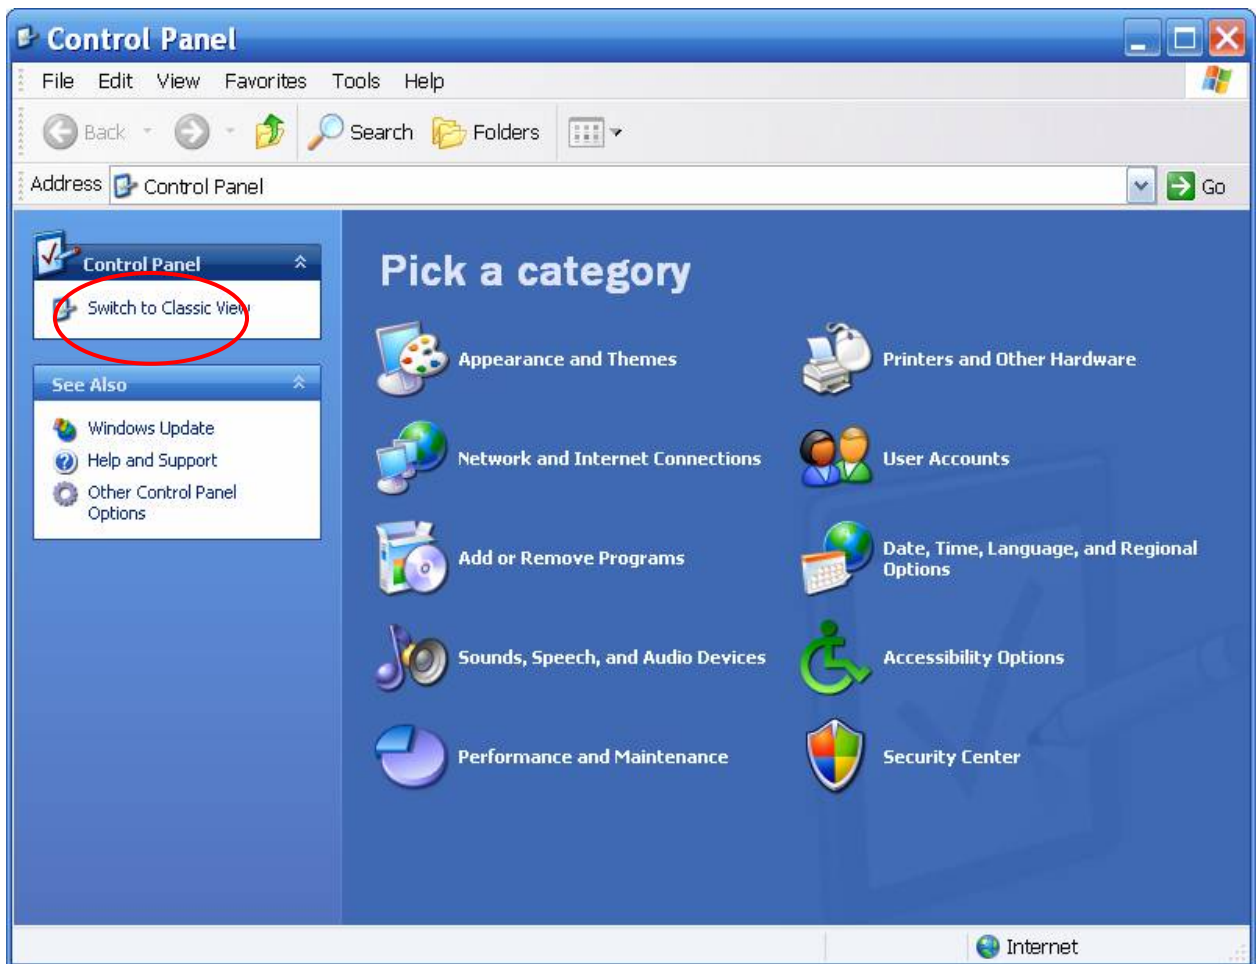 Control Panel
File Edit View Favorites Tools Help
Back Search Folders
Address Control Panel Go
Control Panel
Switch to Classic View
See Also
Windows Update
Help and Support
Other Control Panel
Options
Pick a category
Appearance and Themes
Printers and Other Hardware
Network and Internet Connections
User Accounts
Add or Remove Programs
Date, Time, Language, and Regional
Options
Sounds, Speech, and Audio Devices
Accessibility Options
Performance and Maintenance
Security Center
Internet